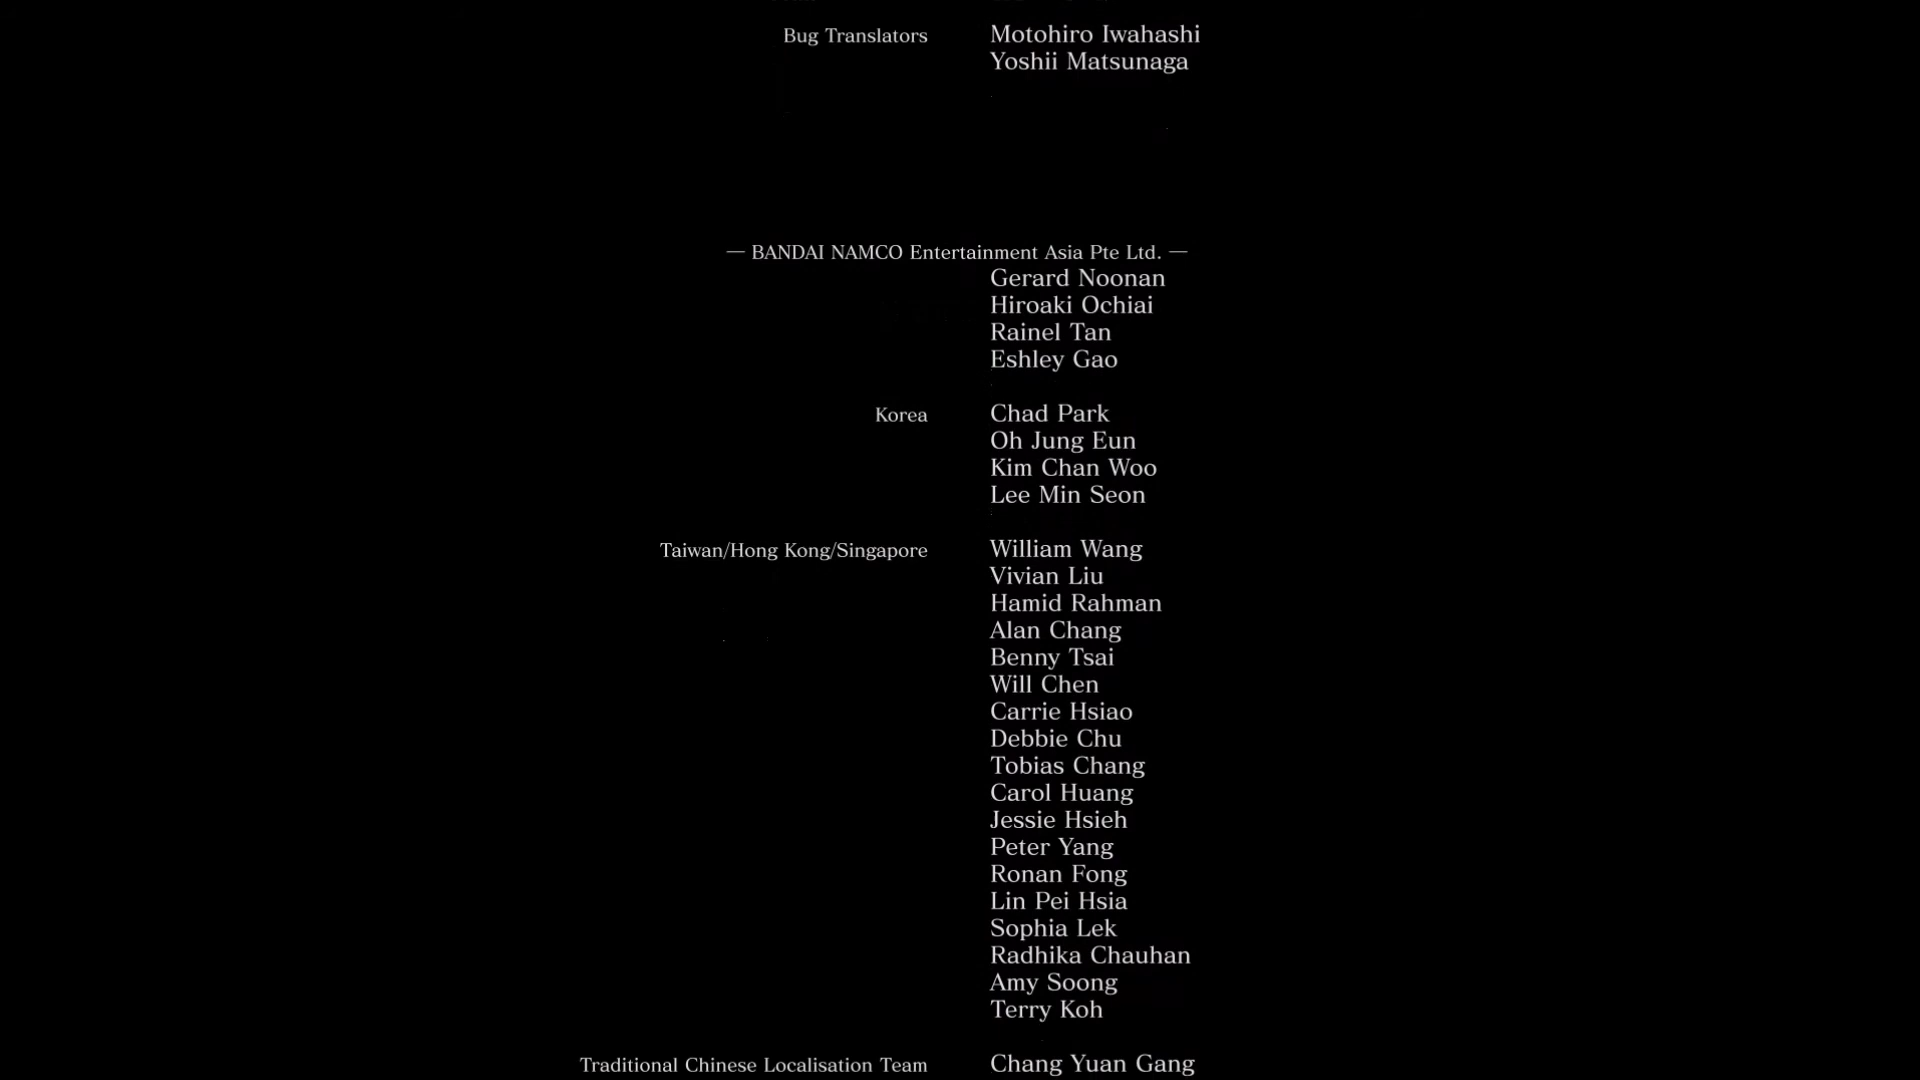 Bug Translators Motohiro Iwahashi
Yoshii Matsunaga
— BANDAI NAMCO Entertainment Asia Pte Ltd. —
Gerard Noonan
Hiroaki Ochiai
Rainel Tan
Eshley Gao
Korea Chad Park
Oh Jung Eun
Kim Chan Woo
Lee Min Seon
Taiwan/Hong Kong/Singapore William Wang
Vivian Liu
Hamid Rahman
Alan Chang
Benny Tsai
Will Chen
Carrie Hsiao
Debbie Chu
Tobias Chang
Carol Huang
Jessie Hsieh
Peter Yang
Ronan Fong
Lin Pei Hsia
Sophia Lek
Radhika Chauhan
Amy Soong
Terry Koh
Traditional Chinese Localisation Team Chang Yuan Gang